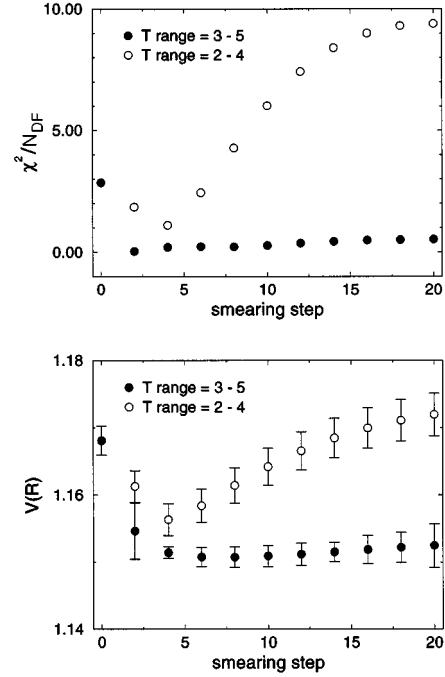 10.00
● T range = 3 - 5
○ T range = 2 - 4
χ²/N_DF
5.00
0.00
0 5 10 15 20
smearing step
1.18
● T range = 3 - 5
○ T range = 2 - 4
V(R)
1.16
1.14
0 5 10 15 20
smearing step